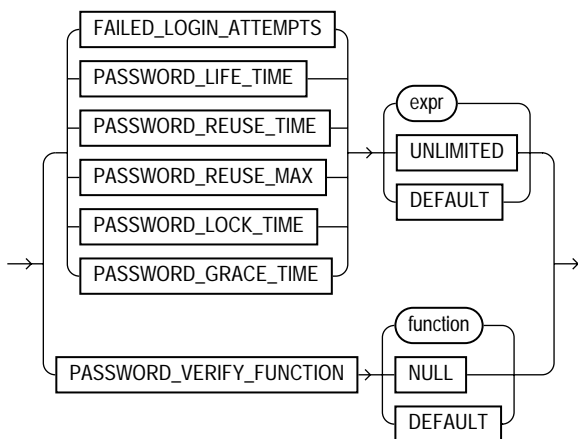 FAILED_LOGIN_ATTEMPTS
PASSWORD_LIFE_TIME
PASSWORD_REUSE_TIME
PASSWORD_REUSE_MAX
PASSWORD_LOCK_TIME
PASSWORD_GRACE_TIME
expr
UNLIMITED
DEFAULT
PASSWORD_VERIFY_FUNCTION
function
NULL
DEFAULT